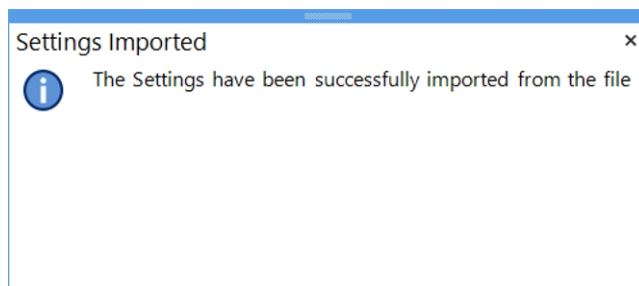 Settings Imported
The Settings have been successfully imported from the file